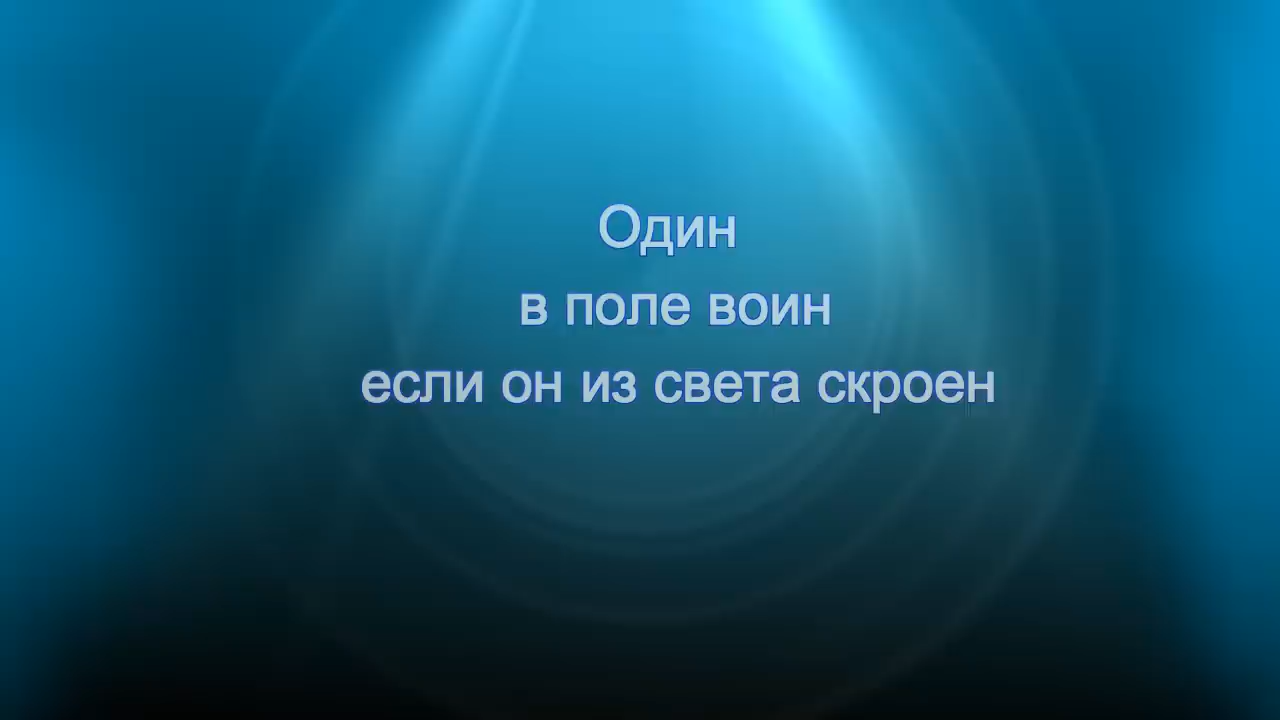 Один
в поле воин
если он из света скроен